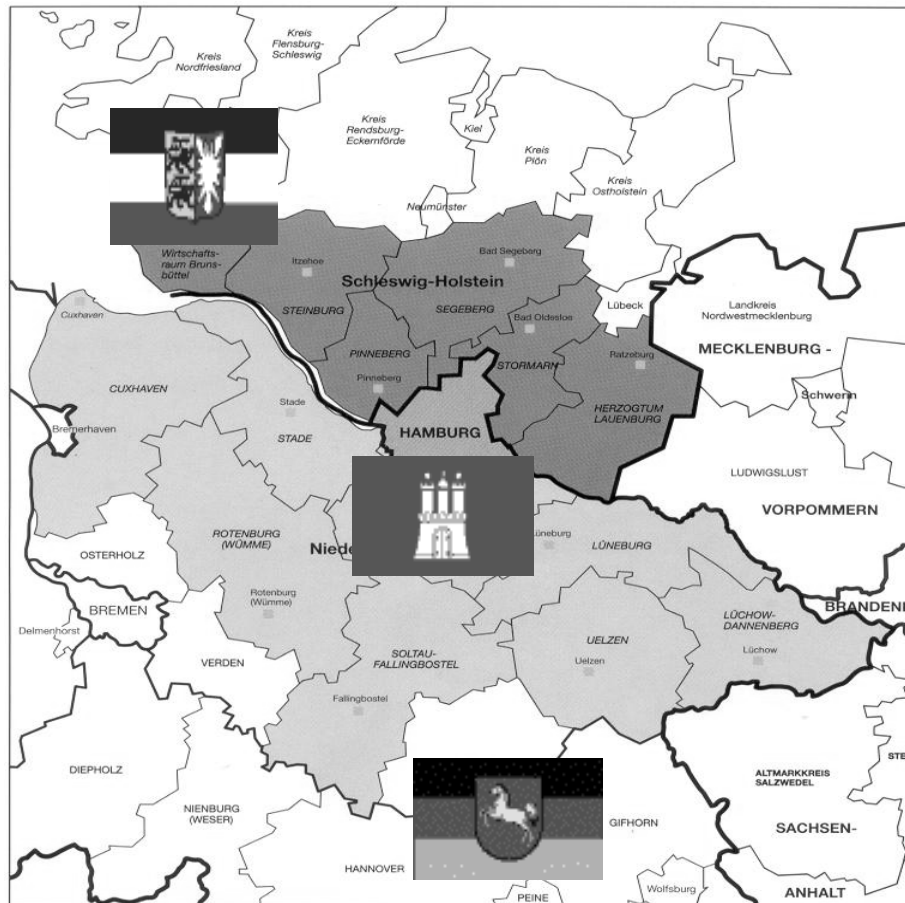 Kreis
Flensburg-
Schleswig
Kreis
Nordfriesland
Kreis
Rendsburg-
Eckernförde
Kiel
Kreis
Plön
Kreis
Ostholstein
Neumünster
Wirtschafts-
raum Bruns-
büttel
Itzehoe
Bad Segeberg
Schleswig-Holstein
STEINBURG
SEGEBERG
Bad Oldesloe
Lübeck
Landkreis
Nordwestmecklenburg
MECKLENBURG -
Cuxhaven
PINNEBERG
STORMARN
Ratzeburg
Pinneberg
CUXHAVEN
Schwerin
Stade
HERZOGTUM
LAUENBURG
Bremerhaven
STADE
HAMBURG
LUDWIGSLUST
VORPOMMERN
ROTENBURG
(WÜMME)
Niede
Lüneburg
LÜNEBURG
OSTERHOLZ
Rotenburg
(Wümme)
BREMEN
BRANDEN
LÜCHOW-
DANNENBERG
Delmenhorst
UELZEN
VERDEN
SOLTAU-
FALLINGBOSTEL
Uelzen
Lüchow
Fallingbostel
DIEPHOLZ
ALTMARKKREIS
SALZWEDEL
STE
NIENBURG
(WESER)
GIFHORN
SACHSEN-
HANNOVER
PEINE
Wolfsburg
ANHALT